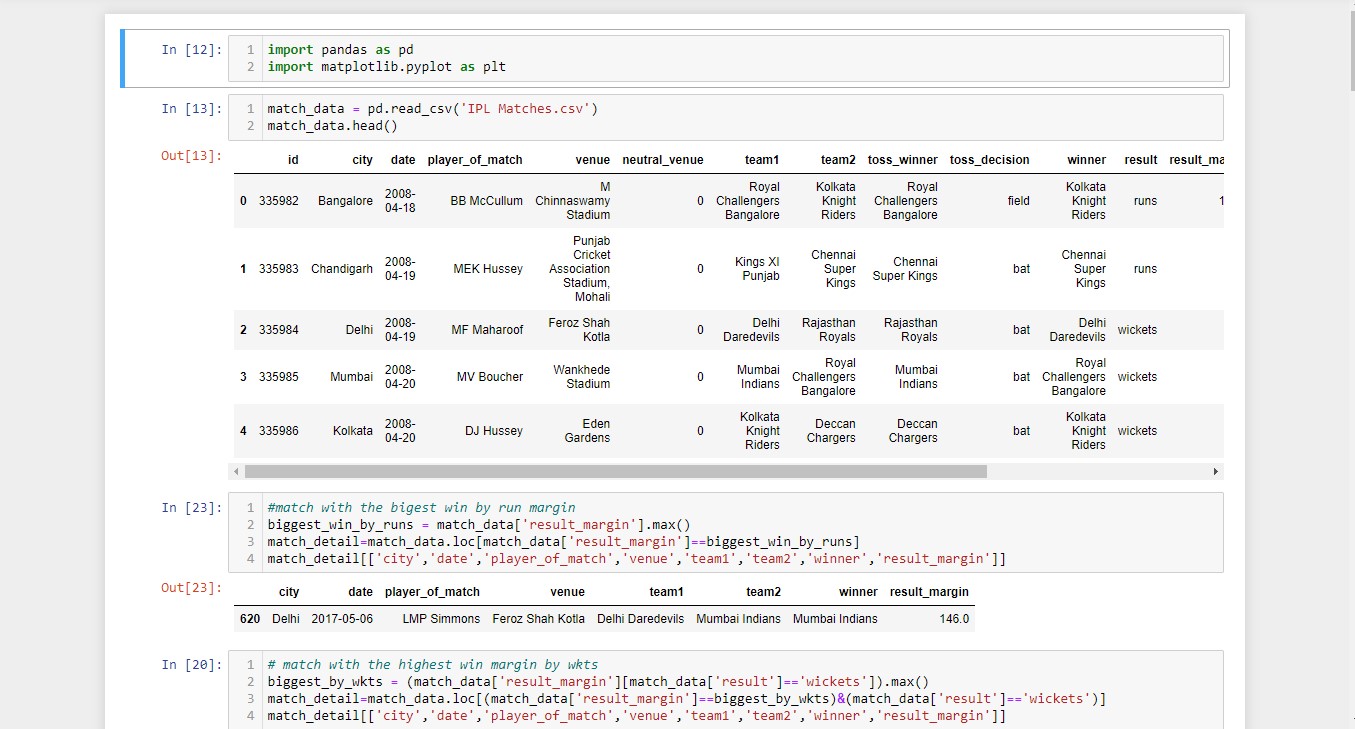 In [12]:
1 import pandas as pd
2 import matplotlib.pyplot as plt
In [13]:
1 match_data = pd.read_csv('IPL Matches.csv')
2 match_data.head()
Out[13]:
id city date player_of_match venue neutral_venue team1 team2 toss_winner toss_decision winner result result_ma
0 335982 Bangalore 2008-04-18 BB McCullum M Chinnaswamy Stadium 0 Royal Challengers Bangalore Kolkata Knight Riders Royal Challengers Bangalore field Kolkata Knight Riders runs 1
1 335983 Chandigarh 2008-04-19 MEK Hussey Punjab Cricket Association Stadium, Mohali 0 Kings XI Punjab Chennai Super Kings Chennai Super Kings bat Chennai Super Kings runs
2 335984 Delhi 2008-04-19 MF Maharoof Feroz Shah Kotla 0 Delhi Daredevils Rajasthan Royals Rajasthan Royals bat Delhi Daredevils wickets
3 335985 Mumbai 2008-04-20 MV Boucher Wankhede Stadium 0 Mumbai Indians Royal Challengers Bangalore Mumbai Indians bat Royal Challengers Bangalore wickets
4 335986 Kolkata 2008-04-20 DJ Hussey Eden Gardens 0 Kolkata Knight Riders Deccan Chargers Deccan Chargers bat Kolkata Knight Riders wickets
In [23]:
1 #match with the bigest win by run margin
2 biggest_win_by_runs = match_data['result_margin'].max()
3 match_detail=match_data.loc[match_data['result_margin']==biggest_win_by_runs]
4 match_detail[['city','date','player_of_match','venue','team1','team2','winner','result_margin']]
Out[23]:
city date player_of_match venue team1 team2 winner result_margin
620 Delhi 2017-05-06 LMP Simmons Feroz Shah Kotla Delhi Daredevils Mumbai Indians Mumbai Indians 146.0
In [20]:
1 # match with the highest win margin by wkts
2 biggest_by_wkts = (match_data['result_margin'][match_data['result']=='wickets']).max()
3 match_detail=match_data.loc[(match_data['result_margin']==biggest_by_wkts)&(match_data['result']=='wickets')]
4 match_detail[['city','date','player_of_match','venue','team1','team2','winner','result_margin']]